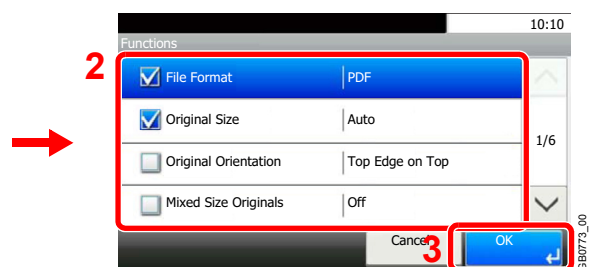 10:10
Functions
2
File Format PDF
Original Size Auto
1/6
Original Orientation Top Edge on Top
Mixed Size Originals Off
Cancel 3 OK
GB0773_00